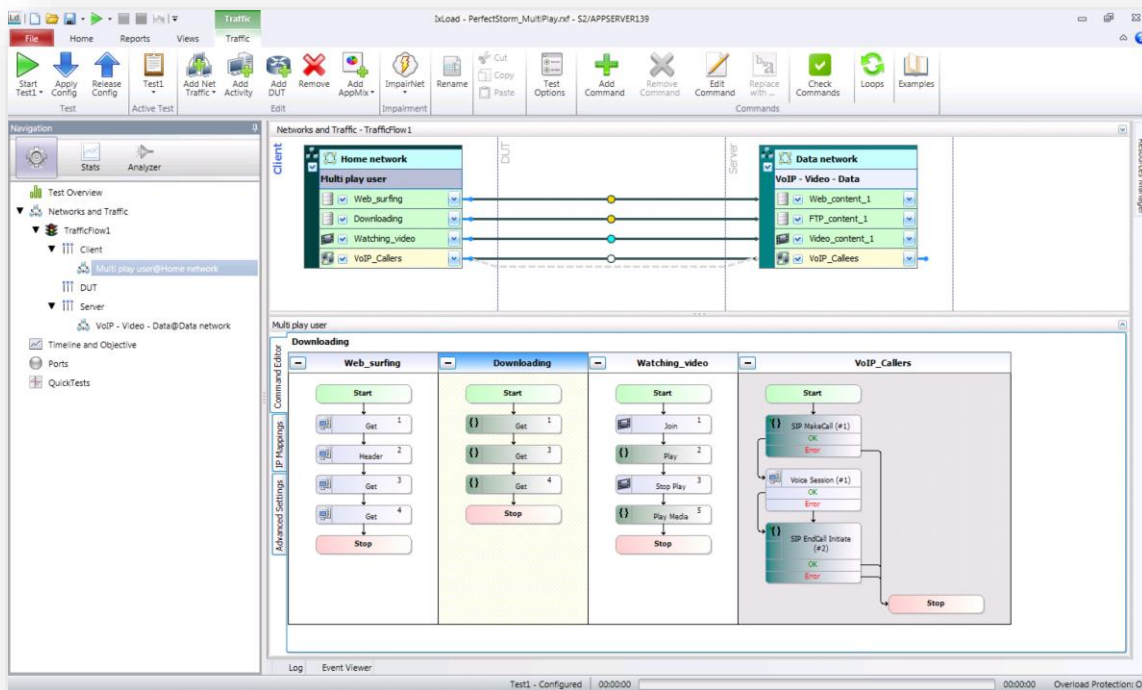 Traffic
IxLoad - PerfectStorm_MultiPlay.rxf - S2/APPSERVER139
File Home Reports Views Traffic
Start Test1
Apply Config
Release Config
Test1
Add Net Traffic
Add Activity
Add DUT
Remove
Add AppMix
ImpairNet
Rename
Cut
Copy
Paste
Test Options
Add Command
Remove Command
Edit Command
Replace with ...
Check Commands
Loops
Examples
Test Active Test Edit Impairment Commands
Navigation
Stats Analyzer
Test Overview
Networks and Traffic
TrafficFlow1
Client
Multi play user@Home network
DUT
Server
VoIP - Video - Data@Data network
Timeline and Objective
Ports
QuickTests
Networks and Traffic - TrafficFlow1
Client
DUT
Server
Home network
Multi play user
Web_surfing
Downloading
Watching_video
VoIP_Callers
Data network
VoIP - Video - Data
Web_content_1
FTP_content_1
Video_content_1
VoIP_Callees
Resources Manager
Multi play user
Command Editor
IP Mappings
Advanced Settings
Downloading
Web_surfing
Start
Get 1
Header 2
Get 3
Get 4
Stop
Downloading
Start
Get 1
Get 3
Get 4
Stop
Watching_video
Start
Join 1
Play 2
Stop Play 3
Play Media 5
Stop
VoIP_Callers
Start
SIP MakeCall (#1)
OK
Error
Voice Session (#1)
OK
Error
SIP EndCall Initiate
(#2)
OK
Error
Stop
Log Event Viewer
Test1 - Configured 00:00:00 00:00:00 Overload Protection: